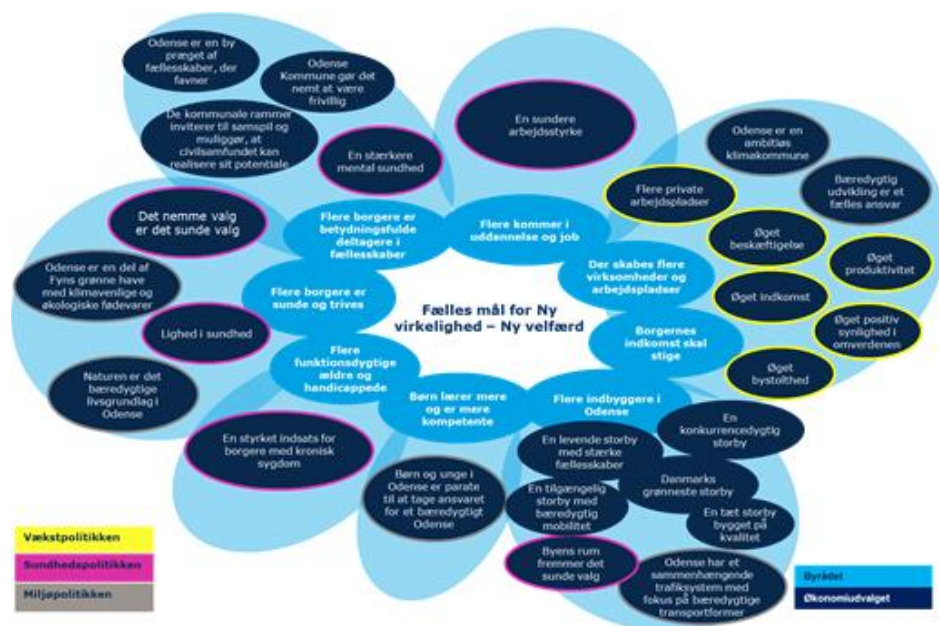 Odense er en by
præget af
fællesskaber, der
favner
Odense
Kommune gør det
nemt at være
frivillig
De kommunale rammer
inviterer til samspil og
muliggør, at
civilsamfundet kan
realisere sit potentiale
En stærkere
mental sundhed
En sundere
arbejdsstyrke
Odense er en
ambitiøs
klimakommune
Bæredygtig
udvikling er et
fælles ansvar
Flere private
arbejdspladser
Øget
beskæftigelse
Øget
produktivitet
Øget indkomst
Øget positiv
synlighed i
omverdenen
Øget
bystolthed
Det nemme valg
er det sunde valg
Odense er en del af
Fyns grønne have
med klimavenlige og
økologiske fødevarer
Lighed i sundhed
Naturen er det
bæredygtige
livsgrundlag i
Odense
Flere borgere er
betydningsfulde
deltagere i
fællesskaber
Flere kommer i
uddannelse og job
Der skabes flere
virksomheder og
arbejdspladser
Flere borgere er
sunde og trives
Fælles mål for Ny
virkelighed – Ny velfærd
Borgernes
indkomst skal
stige
Flere
funktionsdygtige
ældre og
handicappede
Børn lærer mere
og er mere
kompetente
Flere indbyggere i
Odense
En styrket indsats for
borgere med kronisk
sygdom
Børn og unge i
Odense er parate
til at tage ansvaret
for et bæredygtigt
Odense
En levende storby
med stærke
fællesskaber
En
konkurrencedygtig
storby
Danmarks
grønneste storby
En tilgængelig
storby med
bæredygtig
mobilitet
En tæt storby
bygget på
kvalitet
Byens rum
fremmer det
sunde valg
Odense har et
sammenhængende
trafiksystem med
fokus på bæredygtige
transportformer
Vækstpolitikken
Sundhedspolitikken
Miljøpolitikken
Byrådet
Økonomiudvalget